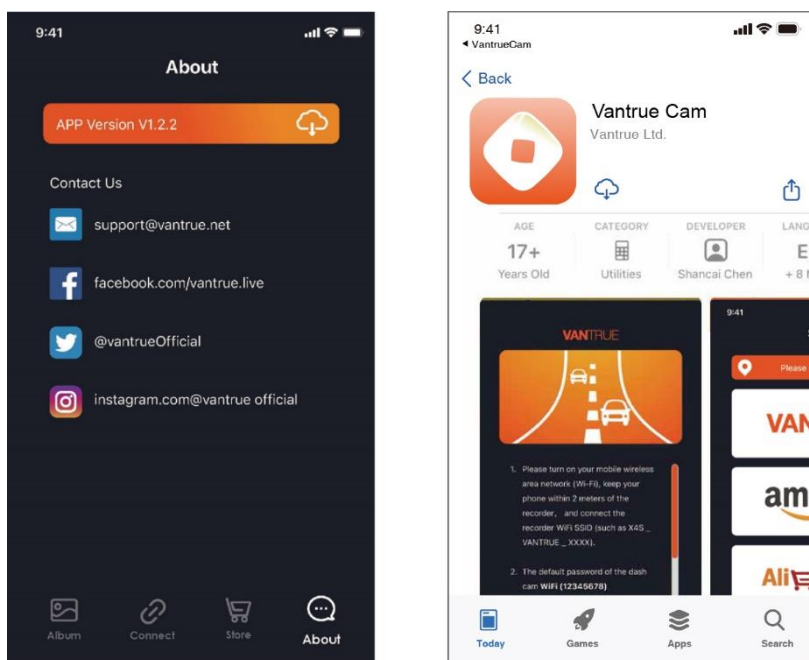 9:41
About
APP Version V1.2.2
Contact Us
support@vantrue.net
facebook.com/vantrue.live
@vantrueOfficial
instagram.com@vantrue official
Album
Connect
Store
About
9:41
VantrueCam
Back
Vantrue Cam
Vantrue Ltd.
AGE
17+
Years Old
CATEGORY
Utilities
DEVELOPER
Shancai Chen
LANG
E
+ 8 M
VANTRUE
1. Please turn on your mobile wireless
area network (Wi-Fi), keep your
phone within 2 meters of the
recorder, and connect the
recorder WiFi SSID (such as X4S _
VANTRUE _ XXXX).
2. The default password of the dash
cam WiFi (12345678)
9:41
Please
VAN
am
Ali
Today
Games
Apps
Search